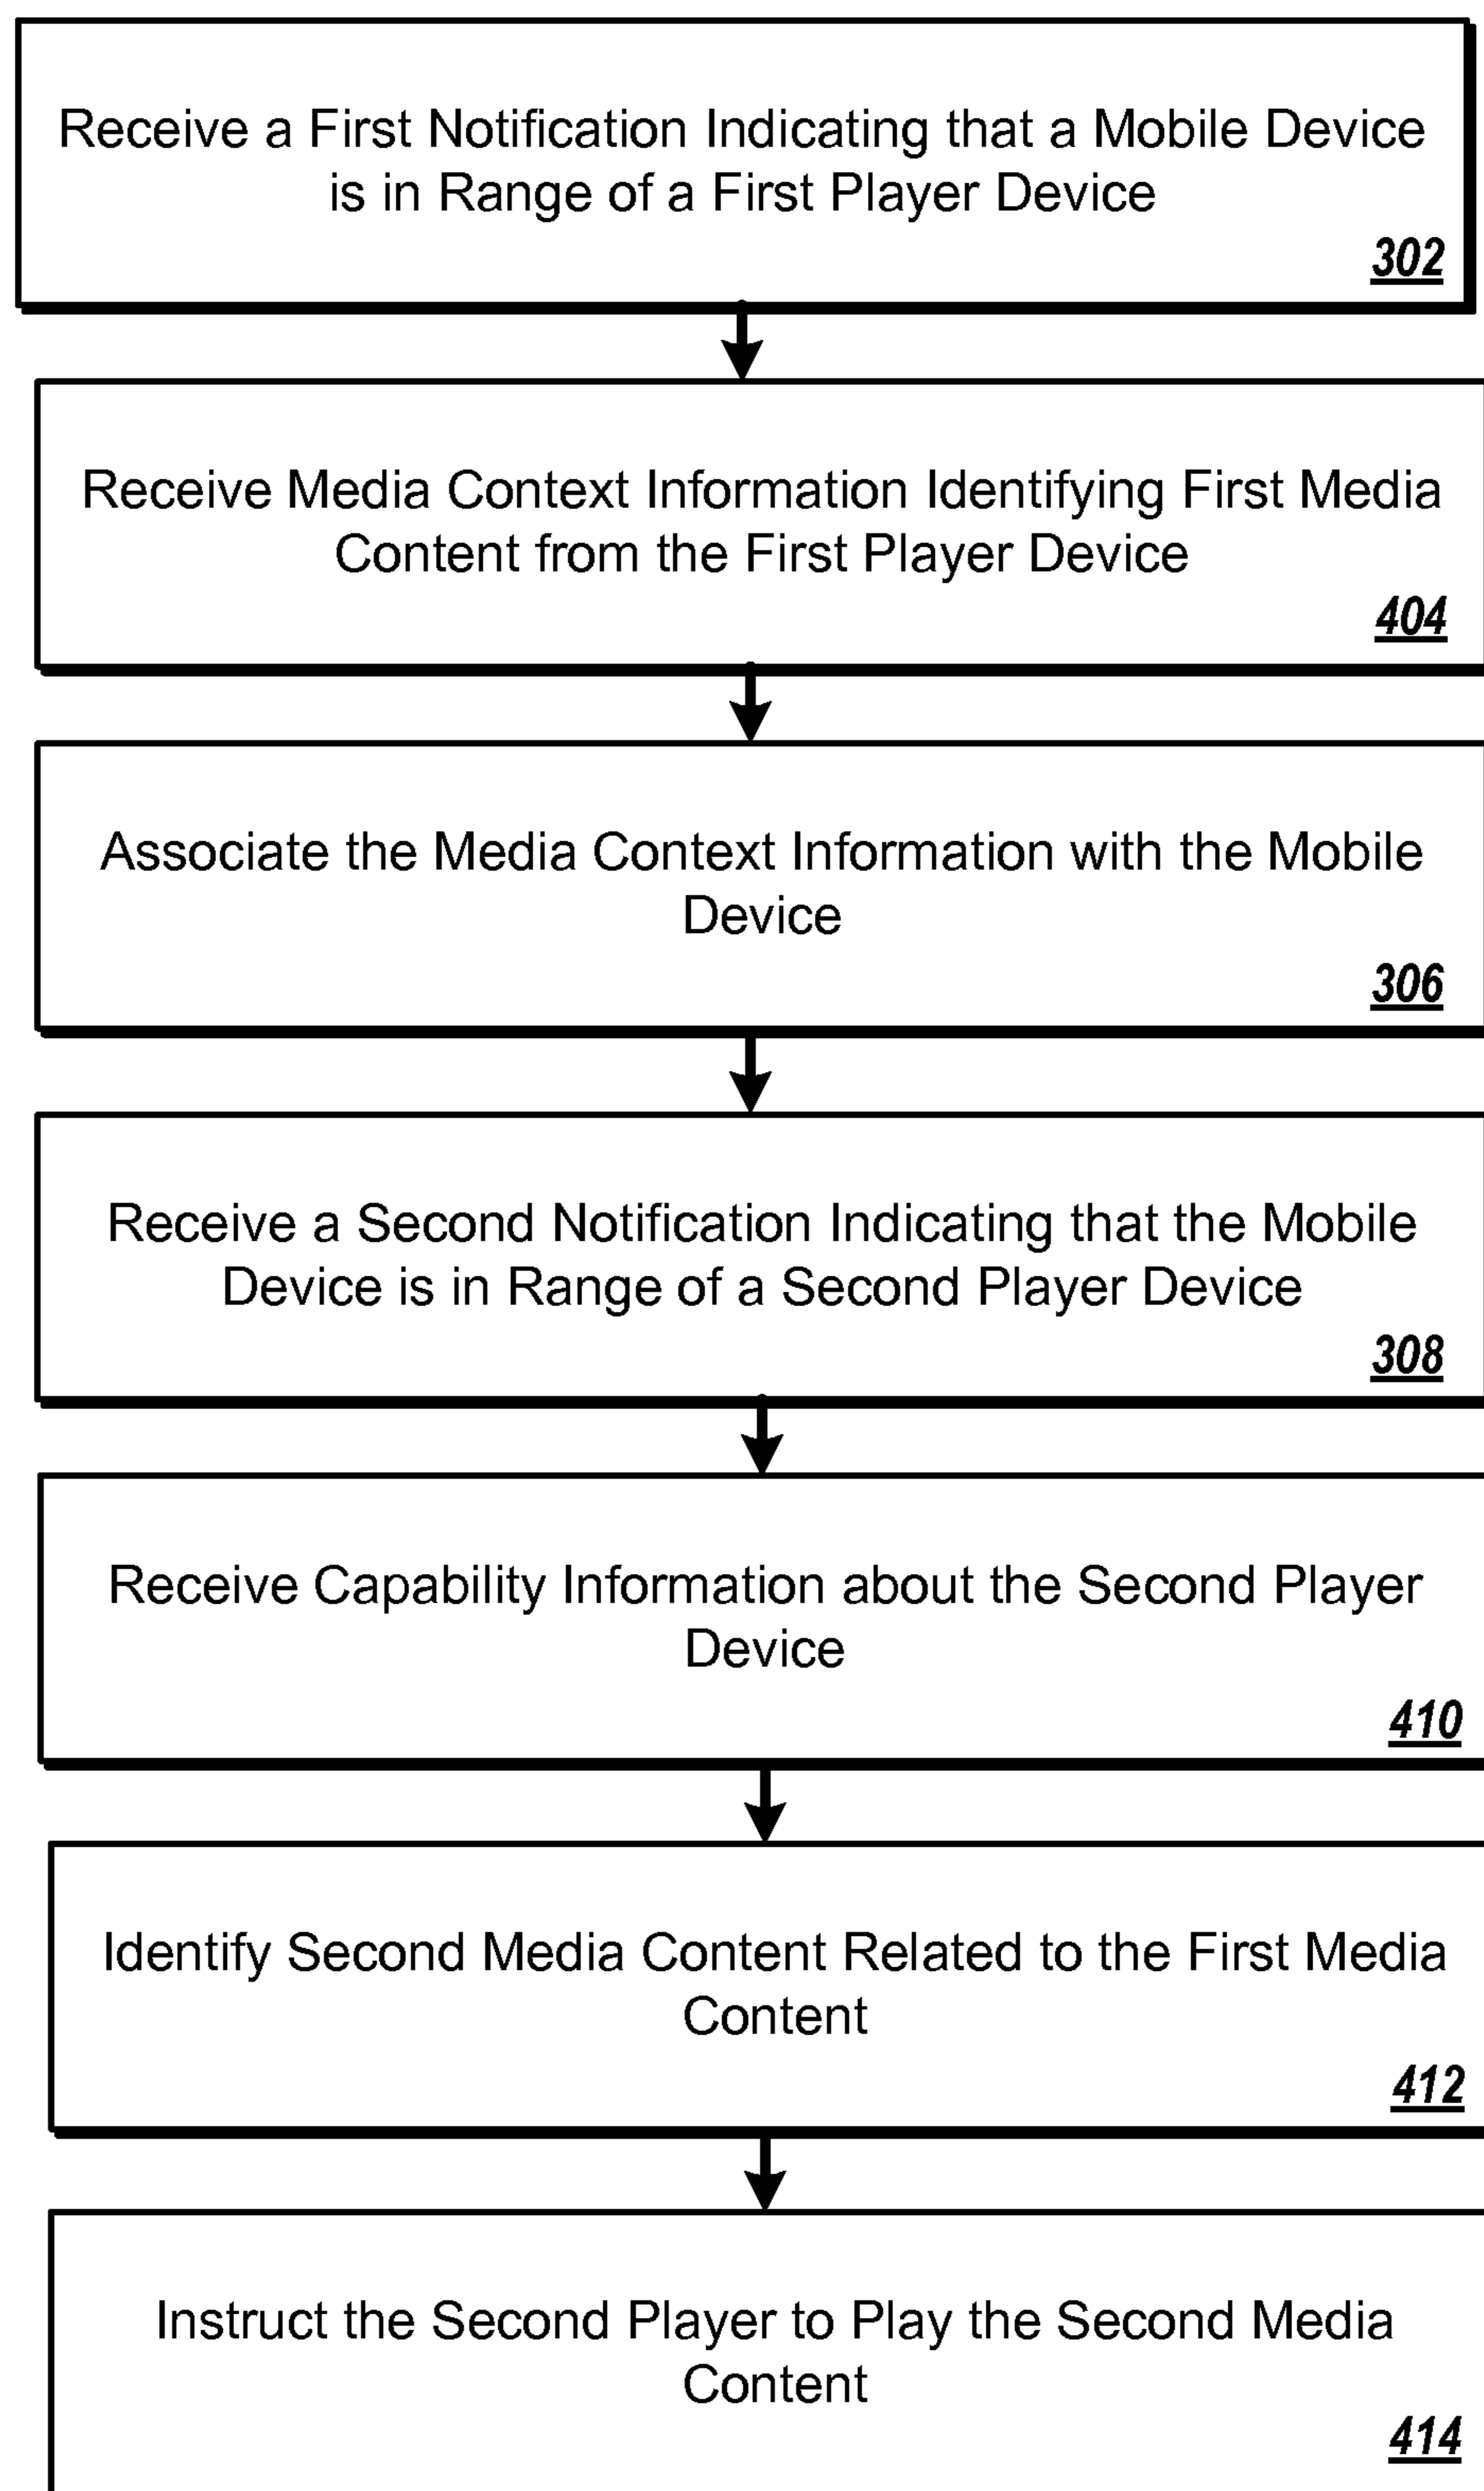 Receive a First Notification Indicating that a Mobile Device
is in Range of a First Player Device
302
Receive Media Context Information Identifying First Media
Content from the First Player Device
404
Associate the Media Context Information with the Mobile
Device
306
Receive a Second Notification Indicating that the Mobile
Device is in Range of a Second Player Device
308
Receive Capability Information about the Second Player
Device
410
Identify Second Media Content Related to the First Media
Content
412
Instruct the Second Player to Play the Second Media
Content
414